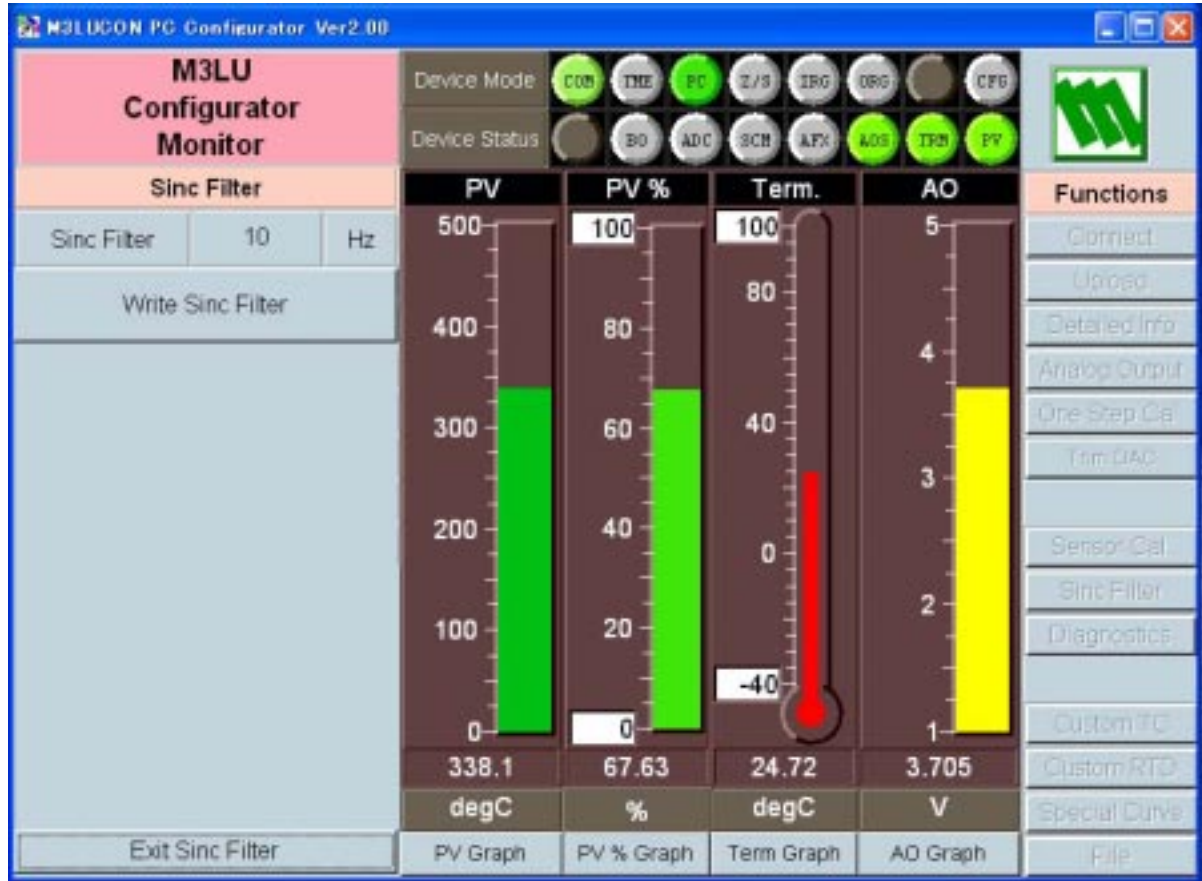 M3LUCON PC Configurator Ver2.00
M3LU
Configurator
Monitor
Device Mode COM TME PC Z/S IRG ORG CFG
Device Status BO ADC SCM AFX AOS TRM PV
Sinc Filter
Sinc Filter 10 Hz
Write Sinc Filter
Exit Sinc Filter
PV
500
400
300
200
100
0
338.1
degC
PV Graph
PV %
100
80
60
40
20
0
67.63
%
PV % Graph
Term.
100
80
40
0
-40
24.72
degC
Term Graph
AO
5
4
3
2
1
3.705
V
AO Graph
Functions
Connect
Upload
Detailed Info
Analog Output
One Step Cal
Trim DAC
Sensor Cal
Sinc Filter
Diagnostics
Custom TC
Custom RTD
Special Curve
File